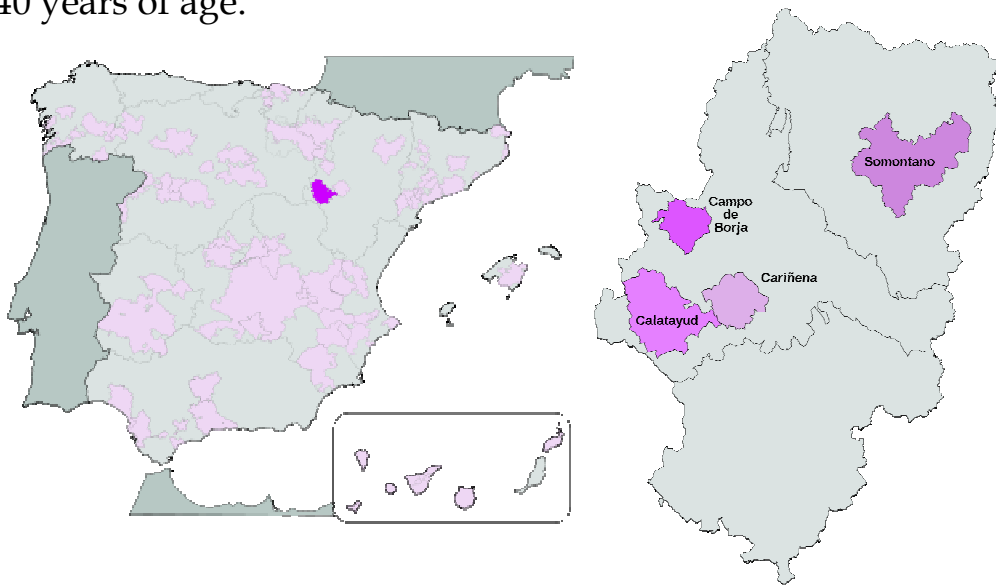 40 years of age.
Somontano
Campo
de
Borja
Cariñena
Calatayud